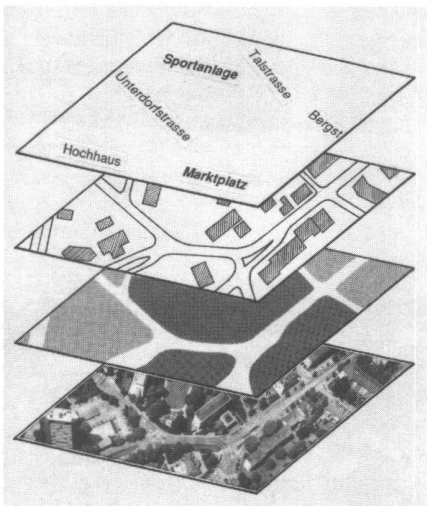 Sportanlage
Talstrasse
Unterdorfstrasse
Bergst
Hochhaus
Marktplatz